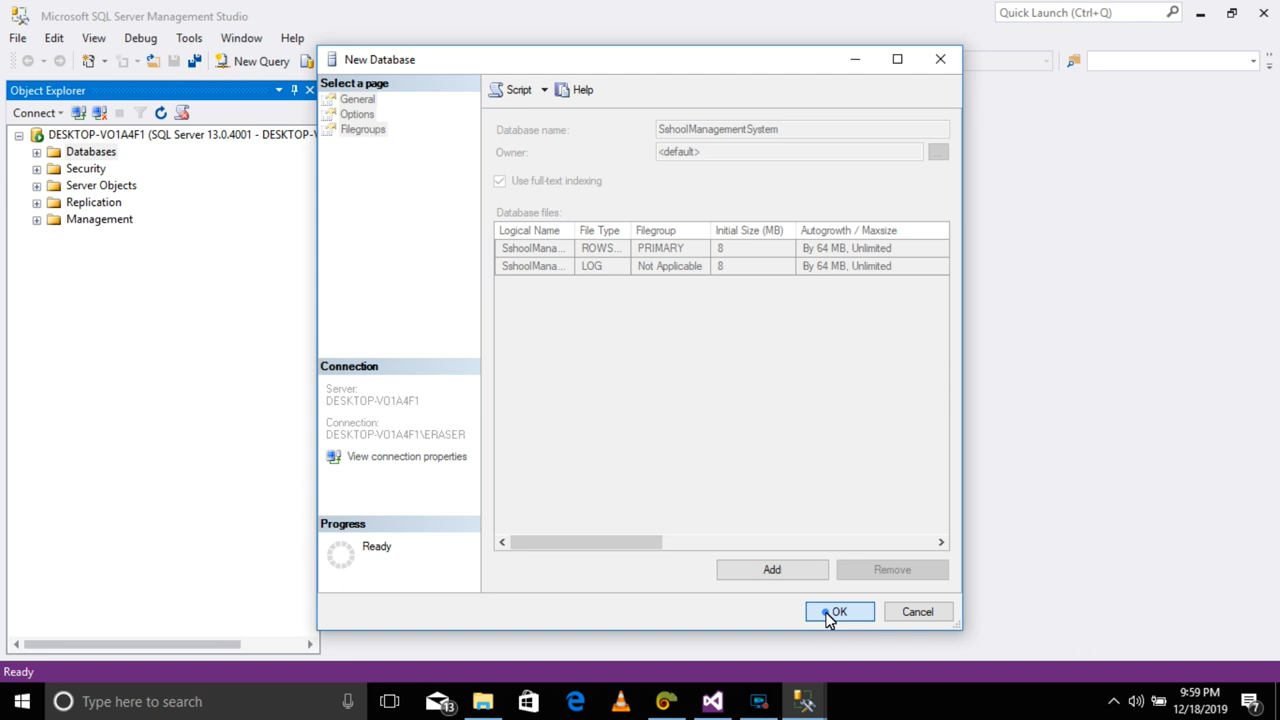 Microsoft SQL Server Management Studio
Quick Launch (Ctrl+Q)
File Edit View Debug Tools Window Help
New Query
Object Explorer
Connect
DESKTOP-VO1A4F1 (SQL Server 13.0.4001 - DESKTOP-V
Databases
Security
Server Objects
Replication
Management
New Database
Select a page
General
Options
Filegroups
Script Help
Database name: SshoolManagementSystem
Owner: <default> ...
Use full-text indexing
Database files:
Logical Name File Type Filegroup Initial Size (MB) Autogrowth / Maxsize
SshoolMana... ROWS... PRIMARY 8 By 64 MB, Unlimited
SshoolMana... LOG Not Applicable 8 By 64 MB, Unlimited
Connection
Server:
DESKTOP-VO1A4F1
Connection:
DESKTOP-VO1A4F1\ERASER
View connection properties
Progress
Ready
Add Remove
OK Cancel
Ready
Type here to search
13
9:59 PM
12/18/2019
7